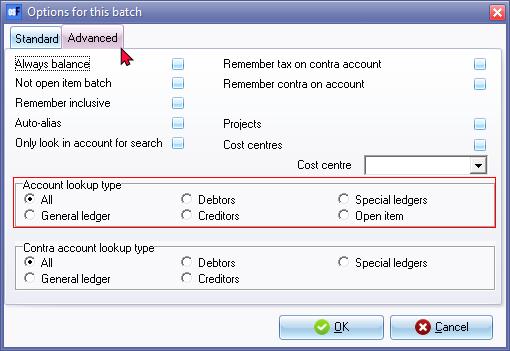 Options for this batch
Standard Advanced
Always balance Remember tax on contra account
Not open item batch Remember contra on account
Remember inclusive
Auto-alias Projects
Only look in account for search Cost centres
Cost centre
Account lookup type
All Debtors Special ledgers
General ledger Creditors Open item
Contra account lookup type
All Debtors Special ledgers
General ledger Creditors
OK Cancel